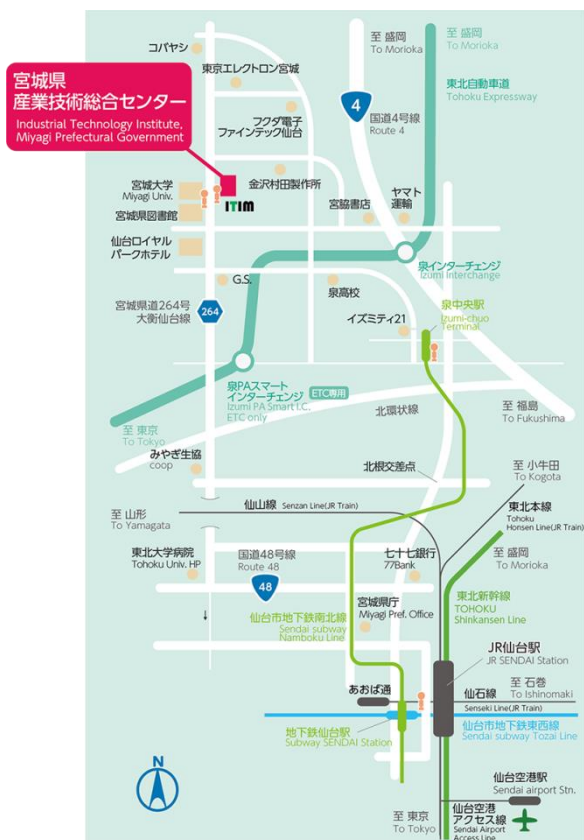 コバヤシ
至 盛岡
To Morioka
至 盛岡
To Morioka
宮城県
産業技術総合センター
Industrial Technology Institute,
Miyagi Prefectural Government
東京エレクトロン宮城
東北自動車道
Tohoku Expressway
4
国道4号線
Route 4
フクダ電子
ファインテック仙台
宮城大学
Miyagi Univ.
金沢村田製作所
ITIM
宮城県図書館
宮脇書店
ヤマト
運輸
仙台ロイヤル
パークホテル
泉インターチェンジ
Izumi Interchange
G.S.
泉高校
宮城県道264号
大衡仙台線
264
イズミティ21
泉中央駅
Izumi-chuo
Terminal
泉PAスマート
インターチェンジ
ETC専用
Izumi PA Smart I.C.
ETC only
至 東京
To Tokyo
北環状線
至 福島
To Fukushima
みやぎ生協
coop
北根交差点
至 小牛田
To Kogota
至 山形
To Yamagata
仙山線
Senzan Line(JR Train)
東北本線
Tohoku
Honsen Line(JR Train)
東北大学病院
Tohoku Univ. HP
国道48号線
Route 48
48
七十七銀行
77Bank
至 盛岡
To Morioka
仙台市地下鉄南北線
Sendai subway
Namboku Line
宮城県庁
Miyagi Pref. Office
東北新幹線
TOHOKU
Shinkansen Line
JR仙台駅
JR SENDAI Station
あおば通
仙石線
至 石巻
To Ishinomaki
Senseki Line(JR Train)
地下鉄仙台駅
Subway SENDAI Station
仙台市地下鉄東西線
Sendai subway Tozai Line
N
仙台空港駅
Sendai airport Stn.
至 東京
To Tokyo
仙台空港
アクセス線
Sendai Airport
Access Line